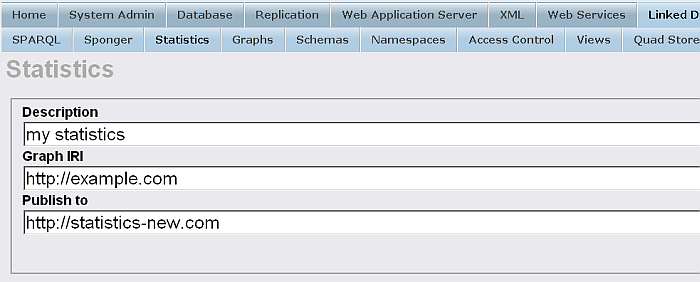 Home System Admin Database Replication Web Application Server XML Web Services Linked D
SPARQL Sponger Statistics Graphs Schemas Namespaces Access Control Views Quad Store
Statistics
Description
my statistics
Graph IRI
http://example.com
Publish to
http://statistics-new.com